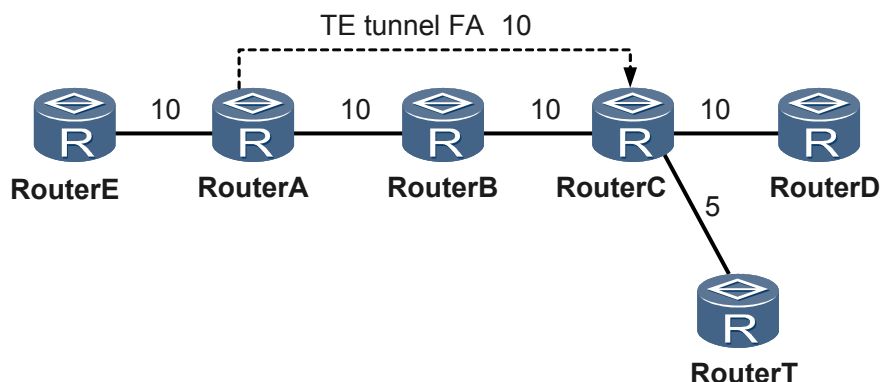 TE tunnel FA 10
10 10 10 10
R R R R R
RouterE RouterA RouterB RouterC RouterD
5
R
RouterT